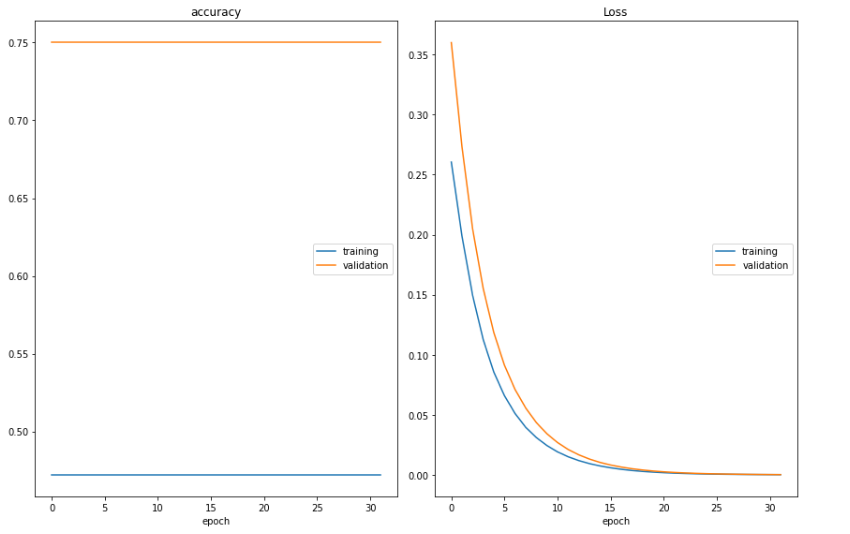 accuracy
0.75
0.70
0.65
0.60
0.55
0.50
training
validation
0 5 10 15 20 25 30
epoch
Loss
0.35
0.30
0.25
0.20
0.15
0.10
0.05
0.00
training
validation
0 5 10 15 20 25 30
epoch